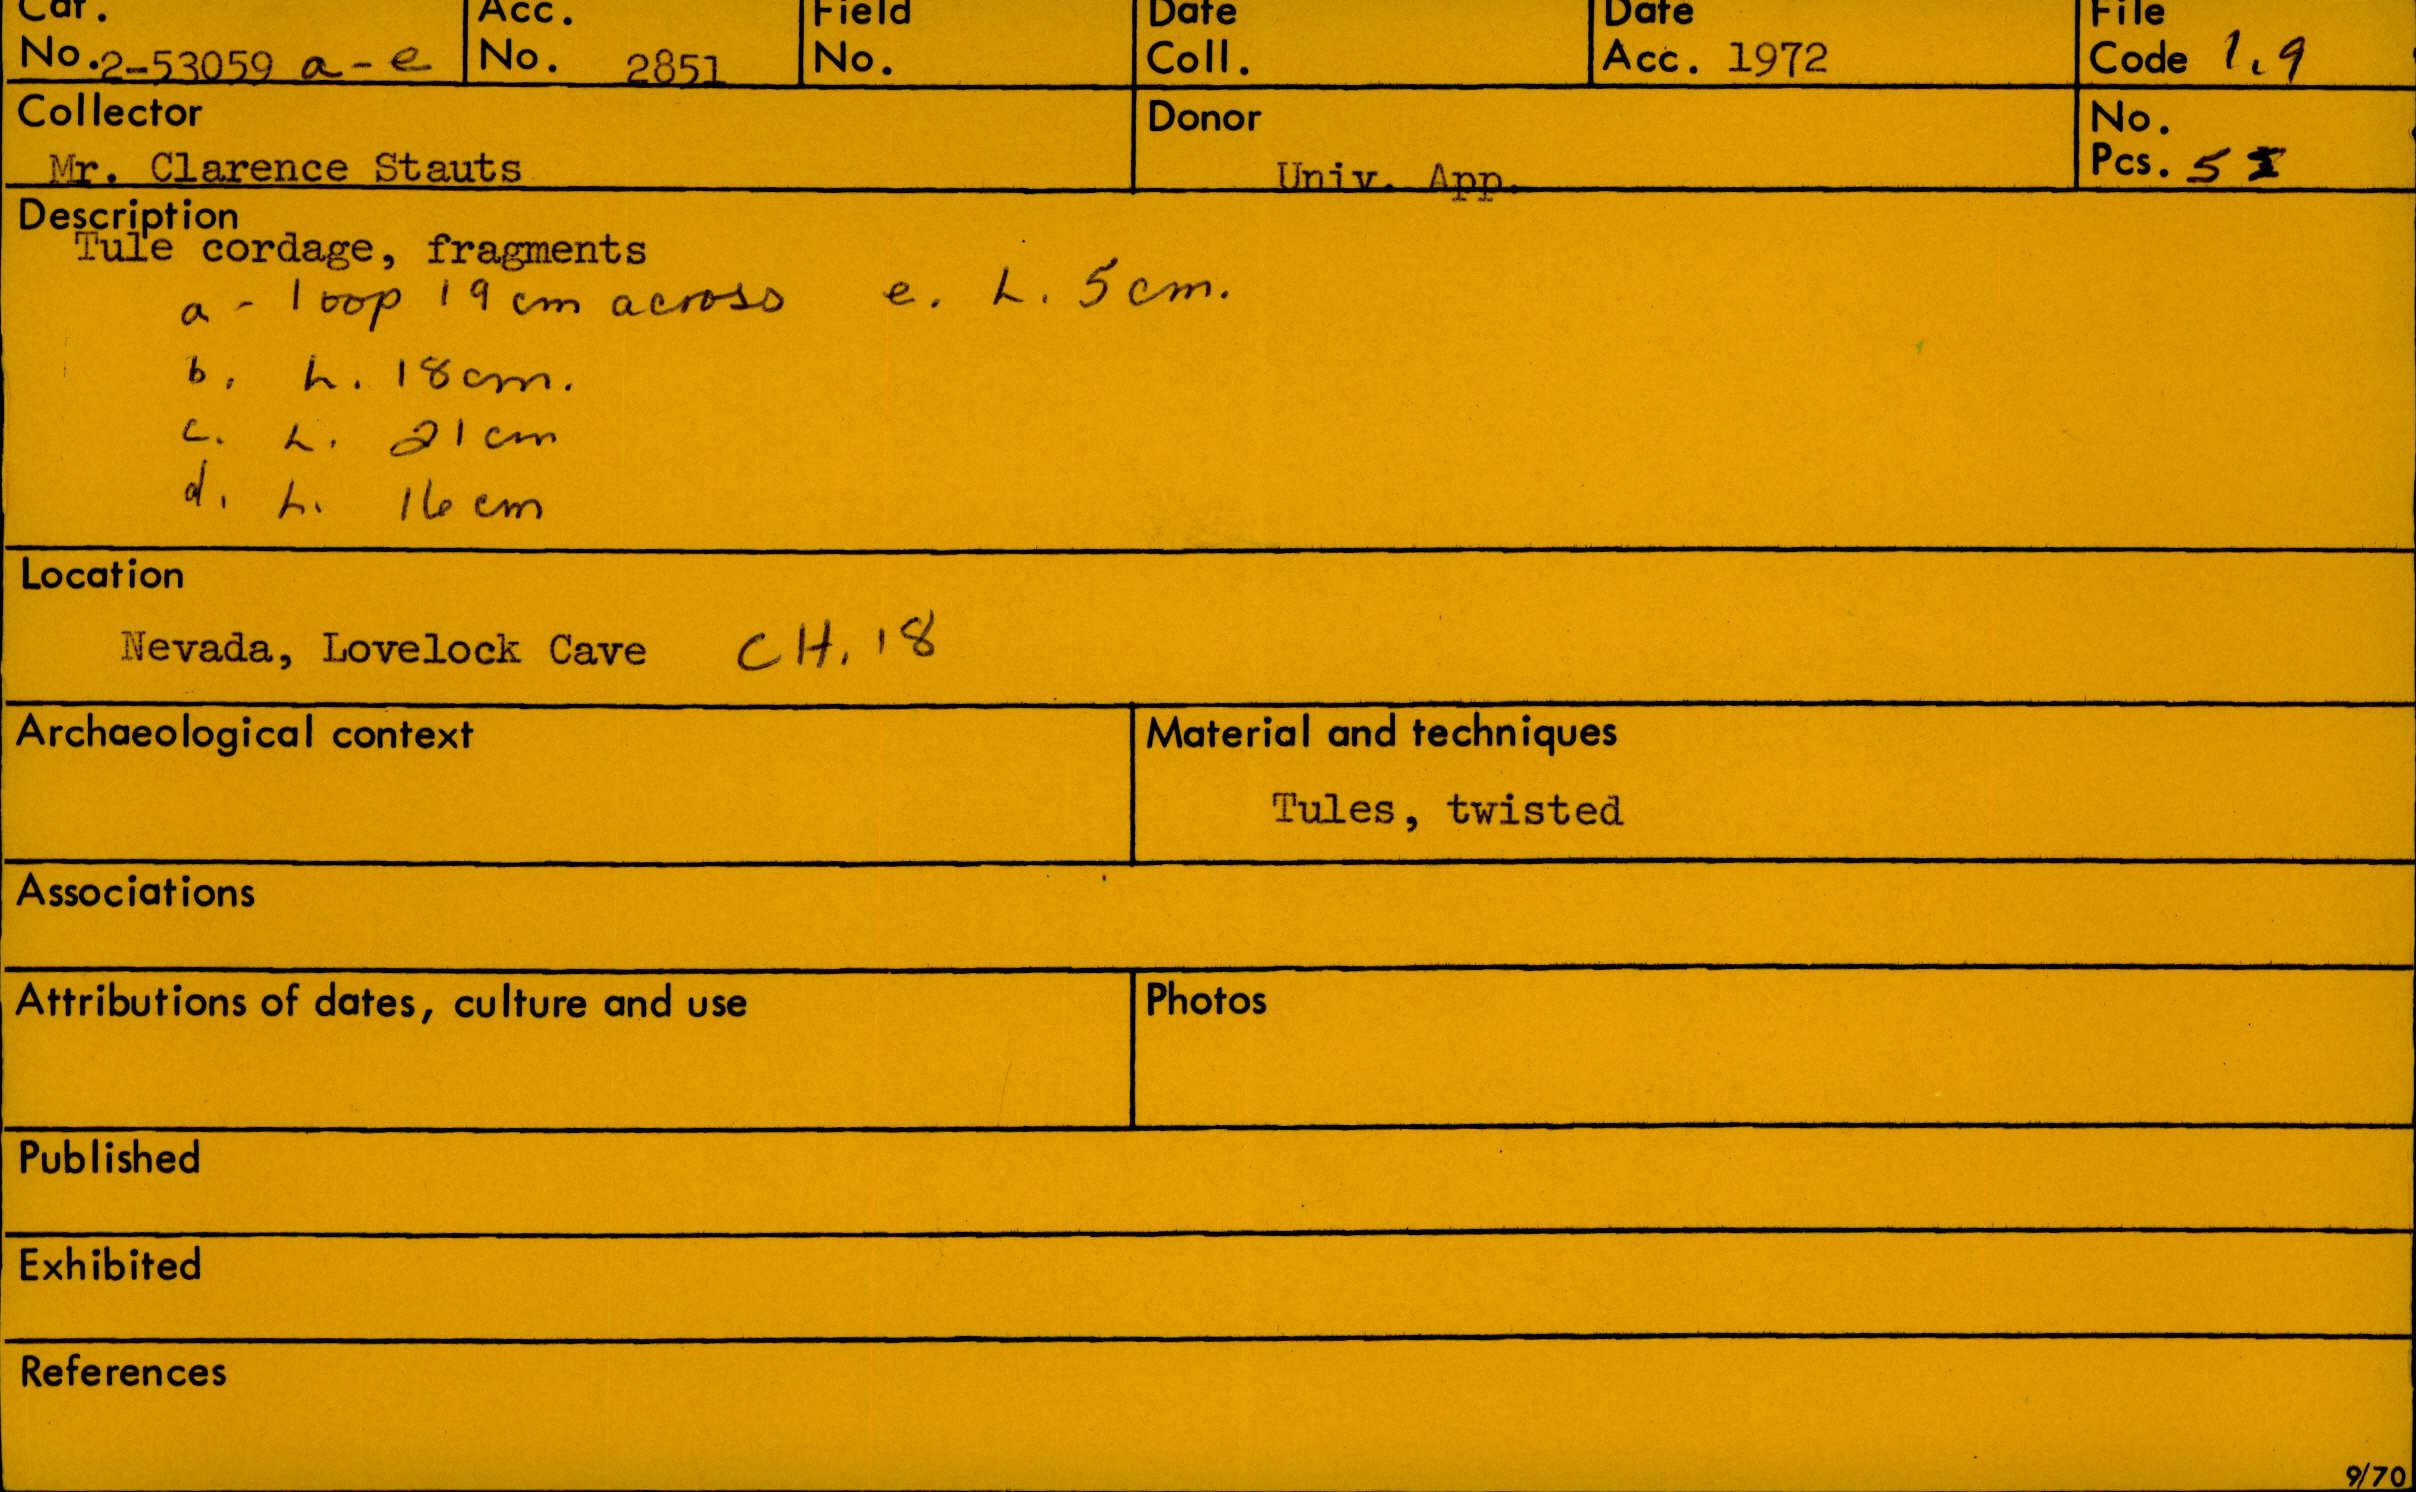 Cat. Acc. Field Date Date File
No. 2-53059 a-e No. 2851 No. Coll. Acc. 1972 Code 1.9
Collector Donor No.
Mr. Clarence Stauts Univ. App. Pcs. 5
Description
Tule cordage, fragments
a - loop 19 cm across e. L. 5 cm.
b. L. 18 cm.
c. L. 21 cm
d. L. 16 cm
Location
Nevada, Lovelock Cave CH. 18
Archaeological context Material and techniques
Tules, twisted
Associations
Attributions of dates, culture and use Photos
Published
Exhibited
References
9/70